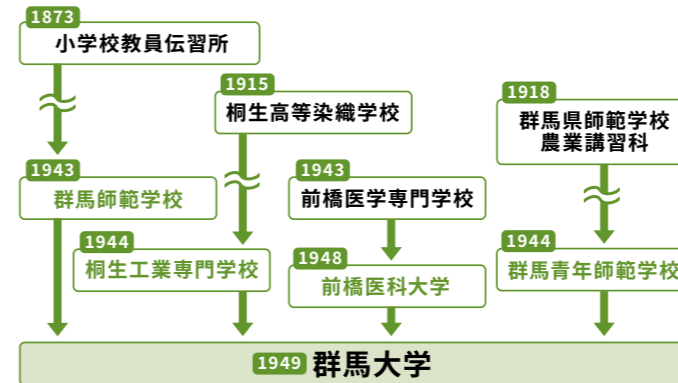 1873
小学校教員伝習所
1915
桐生高等染織学校
1918
群馬県師範学校
農業講習科
1943
群馬師範学校
1943
前橋医学専門学校
1944
桐生工業専門学校
1948
前橋医科大学
1944
群馬青年師範学校
1949 群馬大学